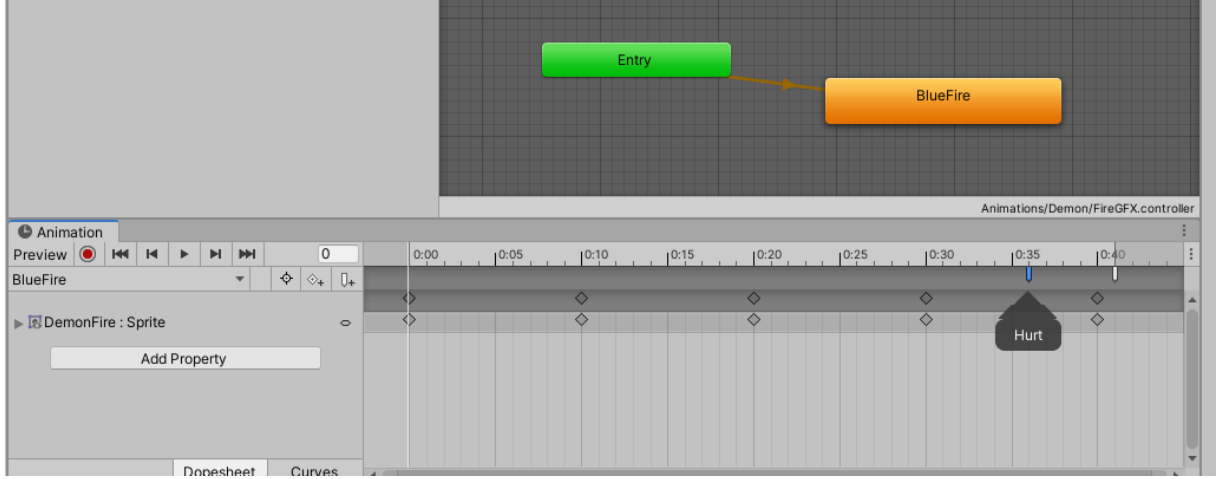 Entry
BlueFire
Animations/Demon/FireGFX.controller
Animation
Preview 0 0:00 0:05 0:10 0:15 0:20 0:25 0:30 0:35 0:40
BlueFire
DemonFire : Sprite
Hurt
Add Property
Dopesheet Curves